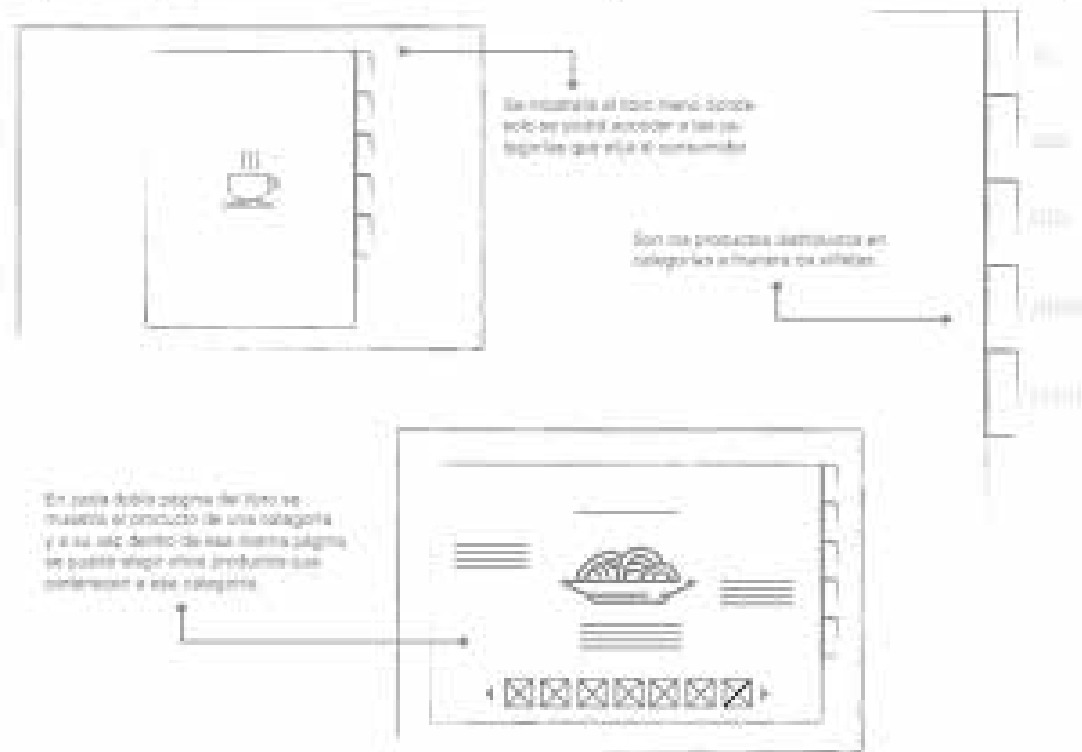 Se mostrará el libro menú donde
solo se podrá acceder a las ca-
tegorías que elija el consumidor
Son los productos distribuidos en
categorías a manera de viñetas
En cada doble página del libro se
muestra el producto de una categoría
y a su vez dentro de esa misma página
se puede elegir otros productos que
pertenecen a esa categoría